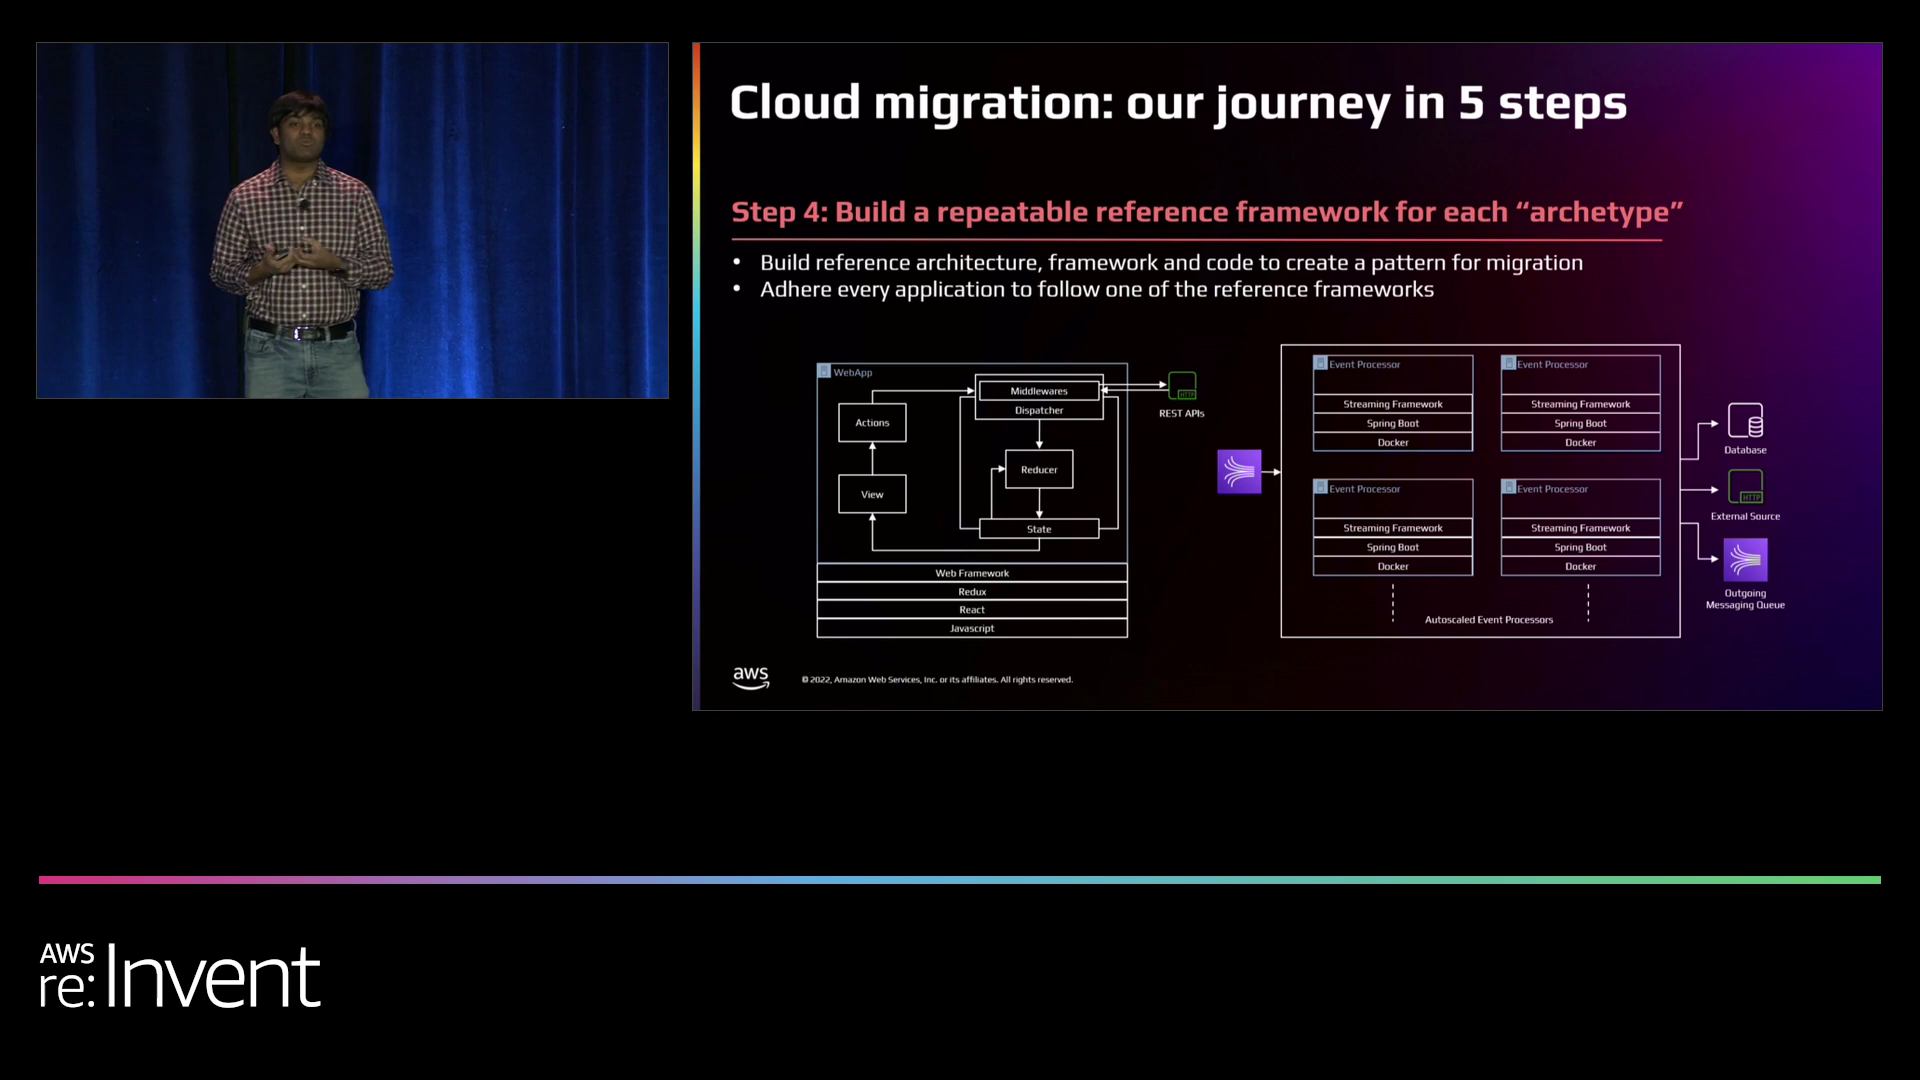 Cloud migration: our journey in 5 steps
Step 4: Build a repeatable reference framework for each “archetype”
• Build reference architecture, framework and code to create a pattern for migration
• Adhere every application to follow one of the reference frameworks
WebApp
Middlewares
Dispatcher
Actions
Reducer
View
State
Web Framework
Redux
React
Javascript
HTTP
REST APIs
Event Processor
Streaming Framework
Spring Boot
Docker
Event Processor
Streaming Framework
Spring Boot
Docker
Event Processor
Streaming Framework
Spring Boot
Docker
Event Processor
Streaming Framework
Spring Boot
Docker
Autoscaled Event Processors
Database
HTTP
External Source
Outgoing
Messaging Queue
aws
© 2022, Amazon Web Services, Inc. or its affiliates. All rights reserved.
AWS
re:Invent